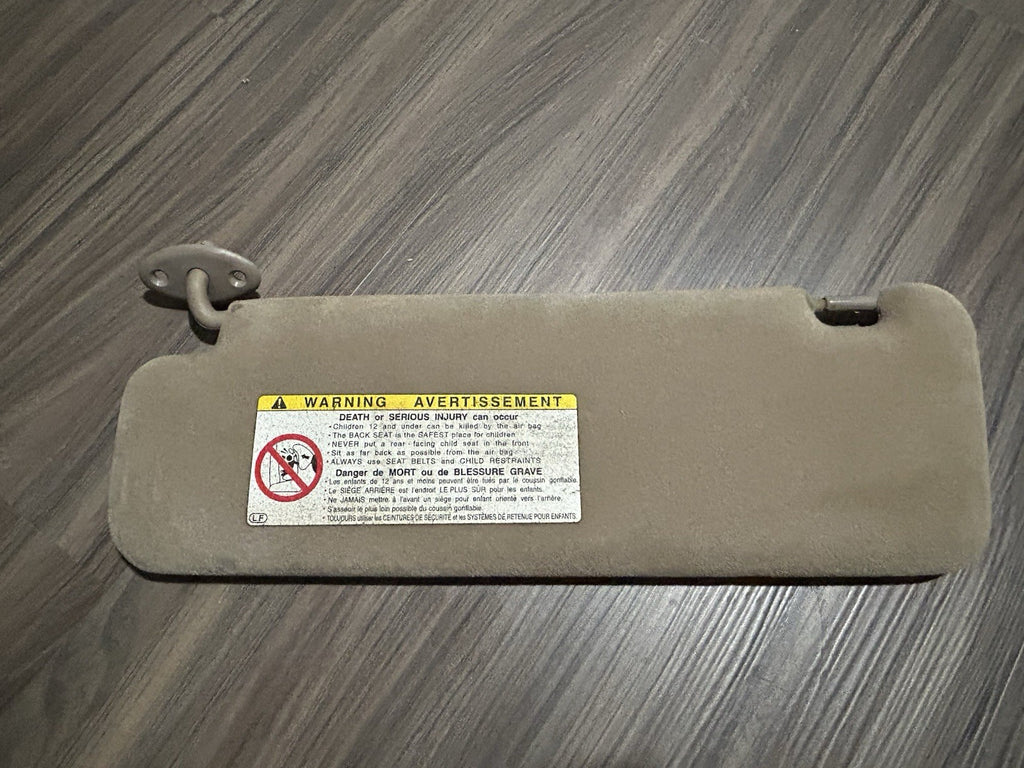 WARNING AVERTISSEMENT
DEATH or SERIOUS INJURY can occur
• Children 12 and under can be killed by the air bag
• The BACK SEAT is the SAFEST place for children
• NEVER put a rear-facing child seat in the front
• Sit as far back as possible from the air bag
• ALWAYS use SEAT BELTS and CHILD RESTRAINTS
Danger de MORT ou de BLESSURE GRAVE
• Les enfants de 12 ans et moins peuvent être tués par le coussin gonflable.
• Le SIÈGE ARRIÈRE est l'endroit LE PLUS SÛR pour les enfants.
• Ne JAMAIS mettre à l'avant un siège pour enfant orienté vers l'arrière.
S'asseoir le plus loin possible du coussin gonflable.
• TOUJOURS utiliser les CEINTURES DE SÉCURITÉ et les SYSTÈMES DE RETENUE POUR ENFANTS.
LF